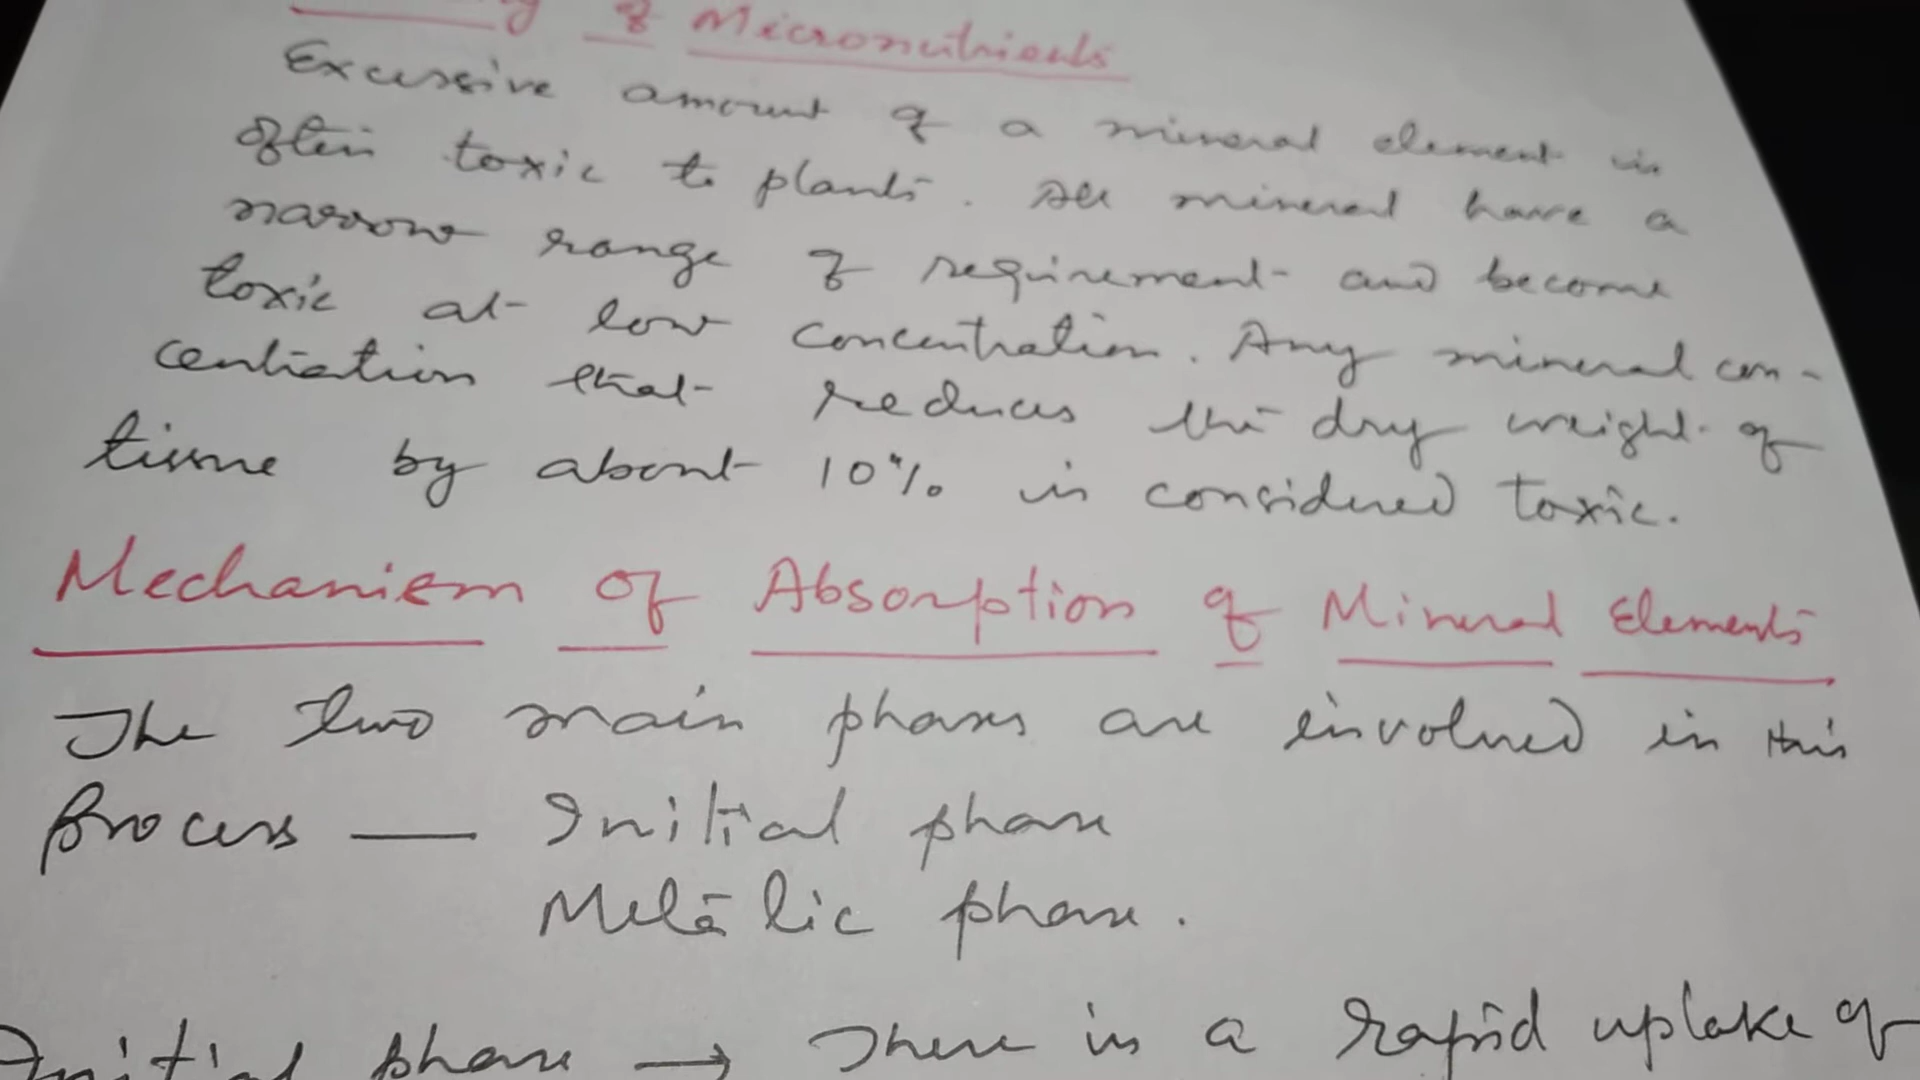 of Micronutrients
Excessive amount of a mineral element is
often toxic to plants. All mineral have a
narrow range of requirement and become
toxic at low concentration. Any mineral con-
centration that reduces the dry weight of
tissue by about 10% is considered toxic.
Mechanism of Absorption of Mineral Elements
The two main phases are involved in this
process — Initial phase
Metalic phase.
Initial phase → There is a rapid uptake of